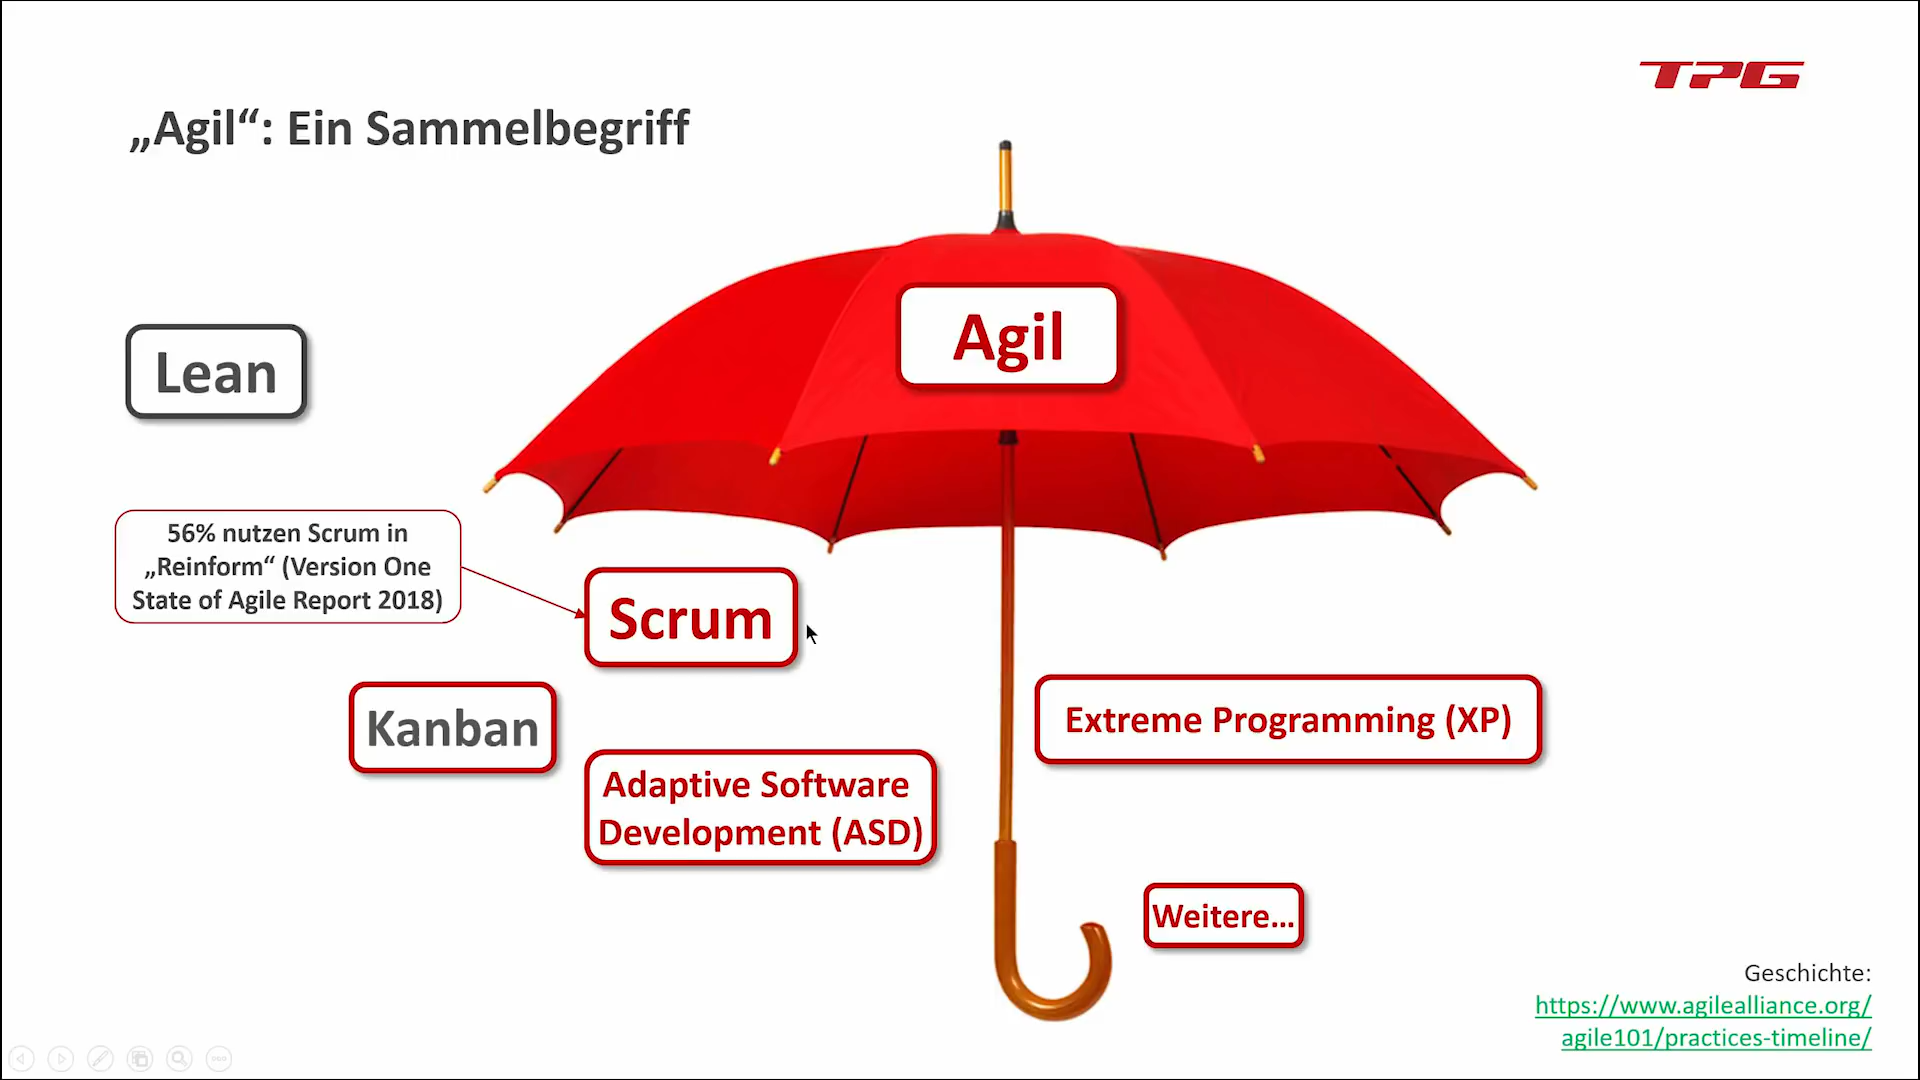 TPG
„Agil“: Ein Sammelbegriff
Agil
Lean
56% nutzen Scrum in
„Reinform“ (Version One
State of Agile Report 2018)
Scrum
Kanban
Extreme Programming (XP)
Adaptive Software
Development (ASD)
Weitere...
Geschichte:
https://www.agilealliance.org/
agile101/practices-timeline/